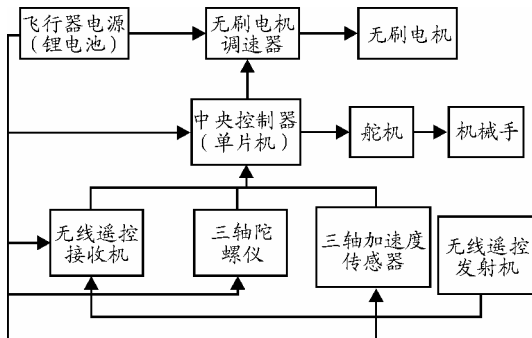 飞行器电源
(锂电池)
无刷电机
调速器
无刷电机
中央控制器
(单片机)
舵机
机械手
无线遥控
接收机
三轴陀
螺仪
三轴加速度
传感器
无线遥控
发射机